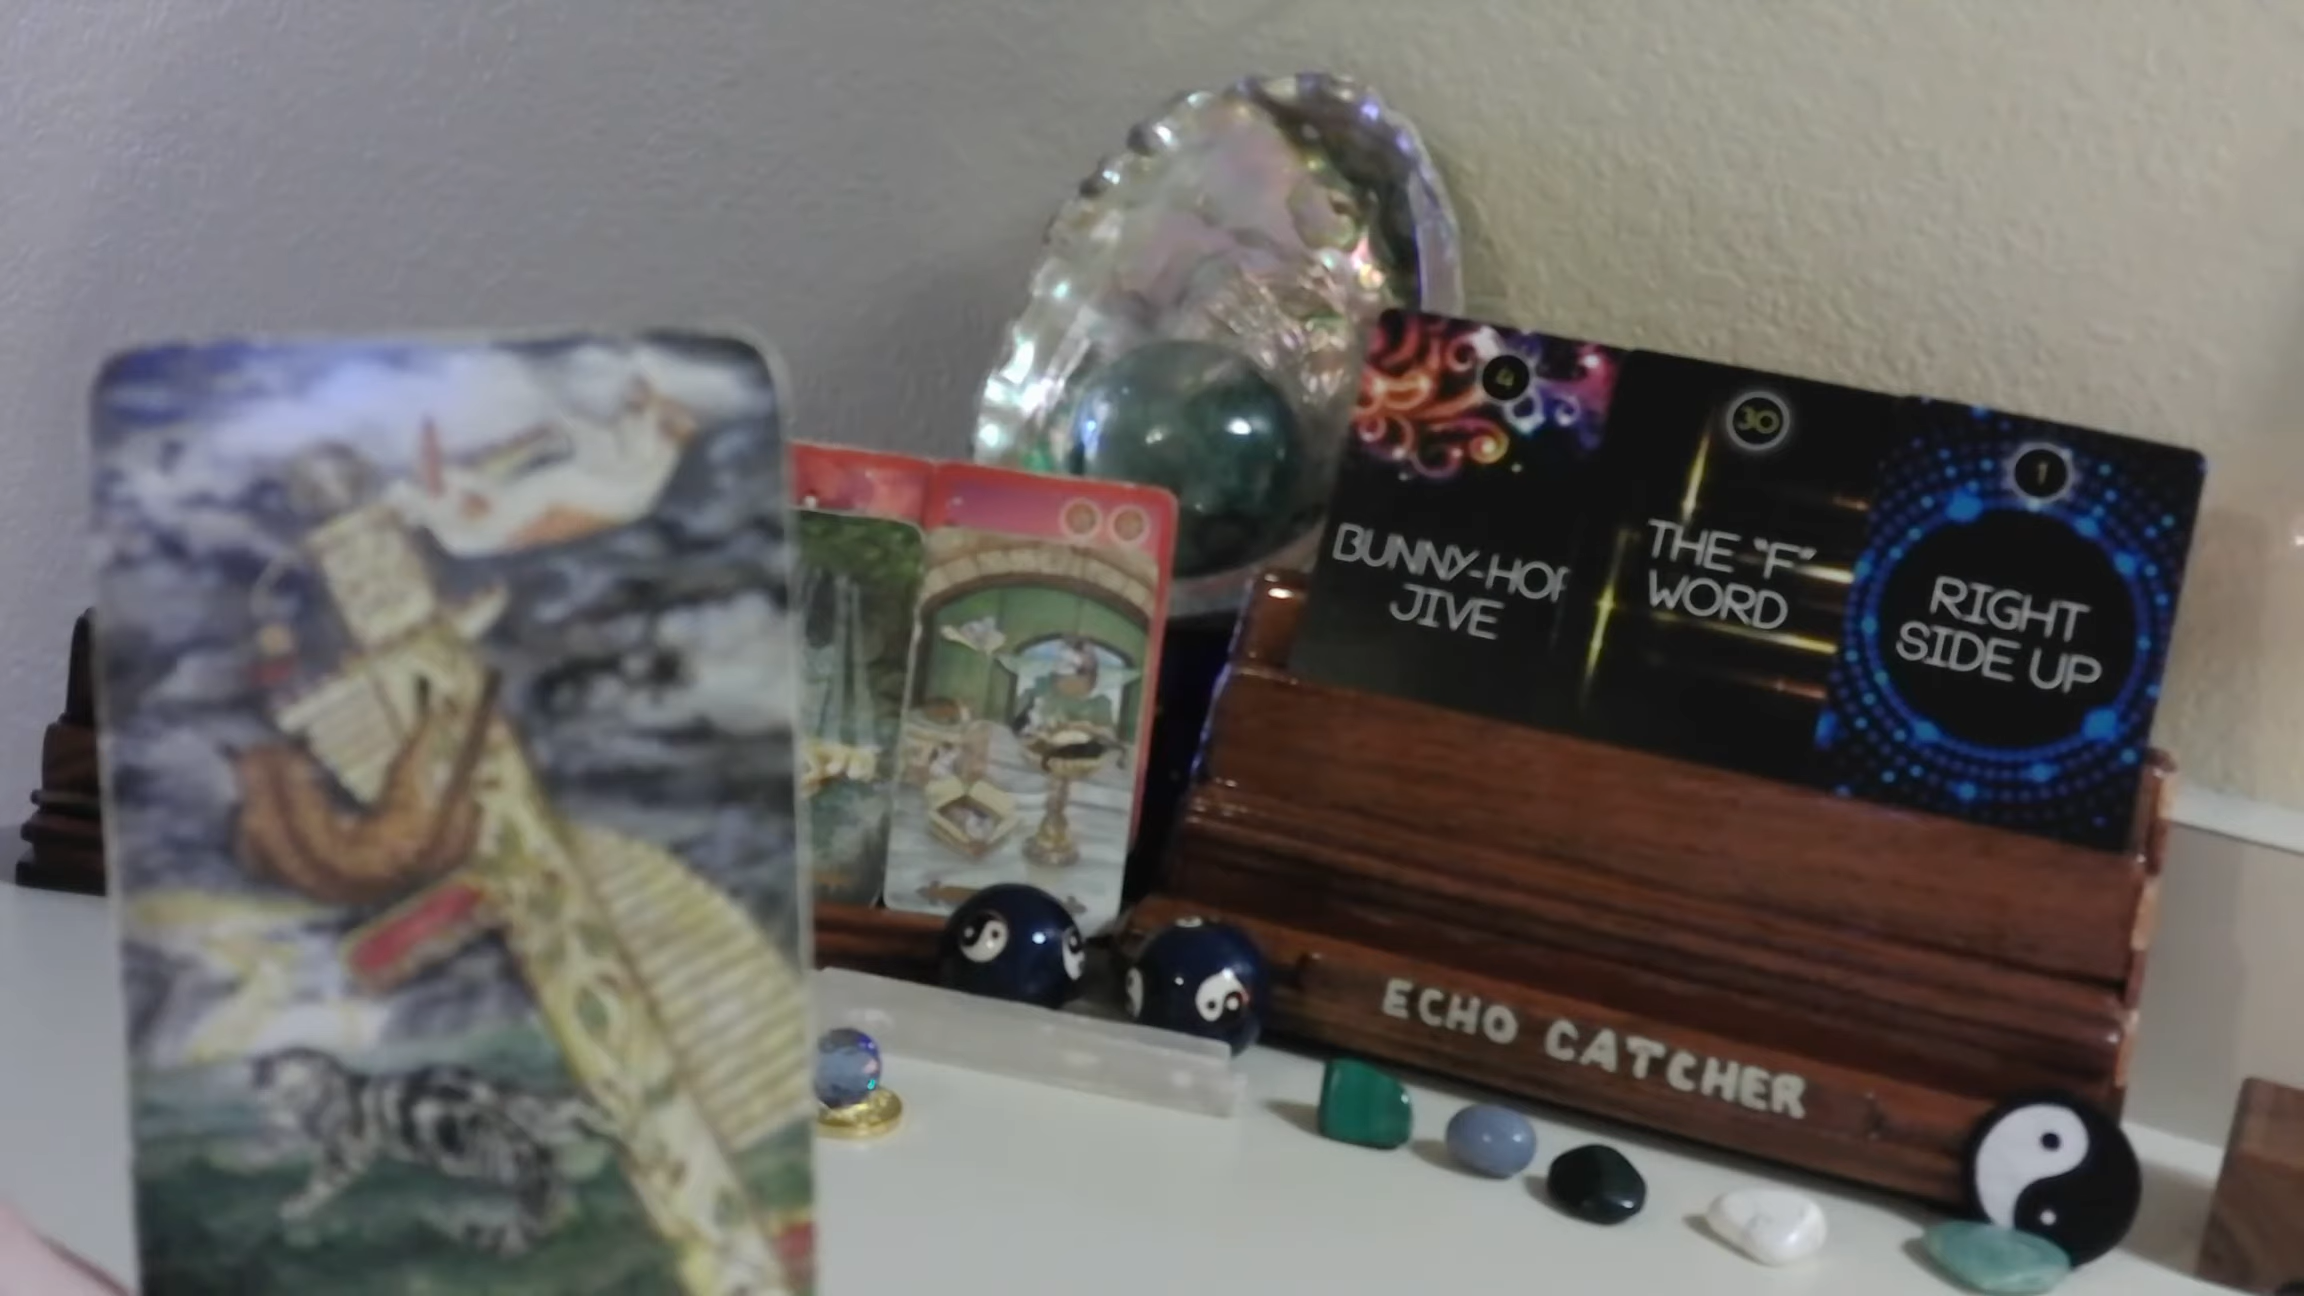 4
BUNNY-HOP
JIVE
30
THE "F"
WORD
1
RIGHT
SIDE UP
ECHO CATCHER